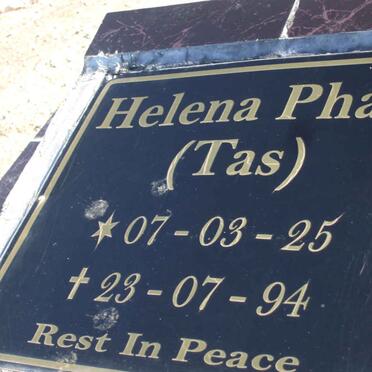 Helena Pha
(Tas)
* 07 - 03 - 25
† 23 - 07 - 94
Rest In Peace